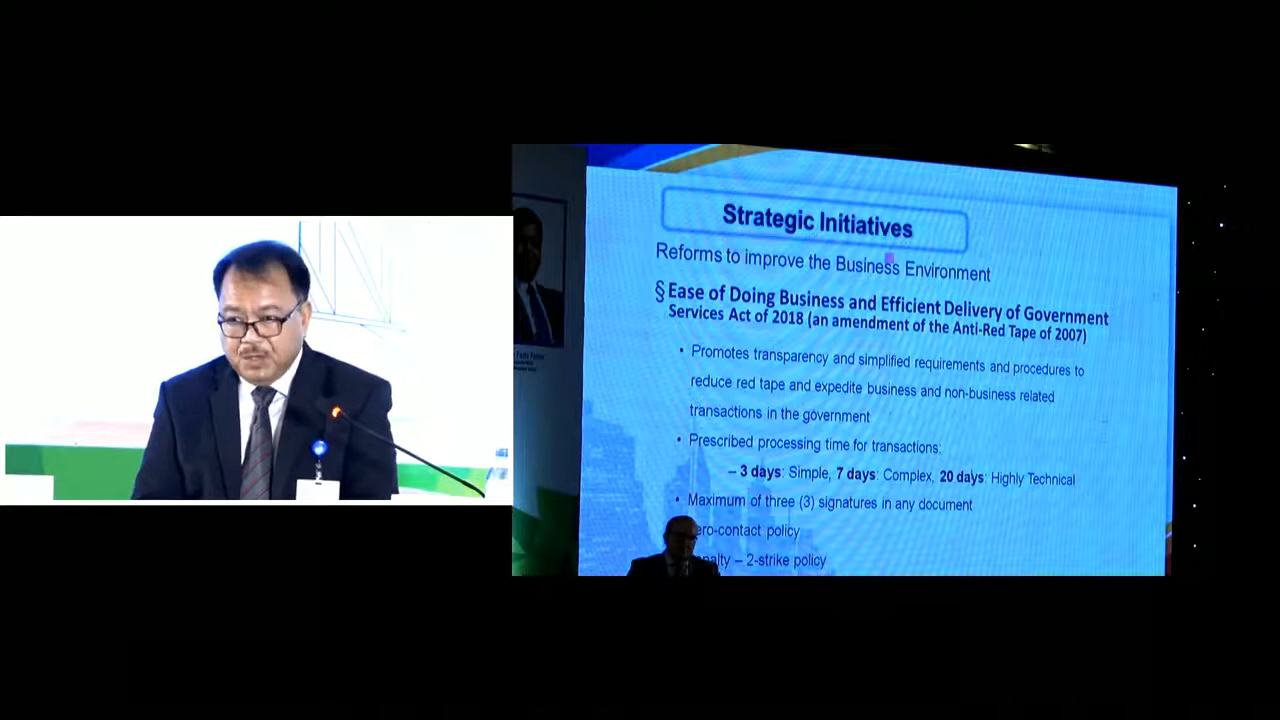 Strategic Initiatives
Reforms to improve the Business Environment
§ Ease of Doing Business and Efficient Delivery of Government
Services Act of 2018 (an amendment of the Anti-Red Tape of 2007)
• Promotes transparency and simplified requirements and procedures to
reduce red tape and expedite business and non-business related
transactions in the government
• Prescribed processing time for transactions:
– 3 days: Simple, 7 days: Complex, 20 days: Highly Technical
• Maximum of three (3) signatures in any document
ero-contact policy
nalty – 2-strike policy